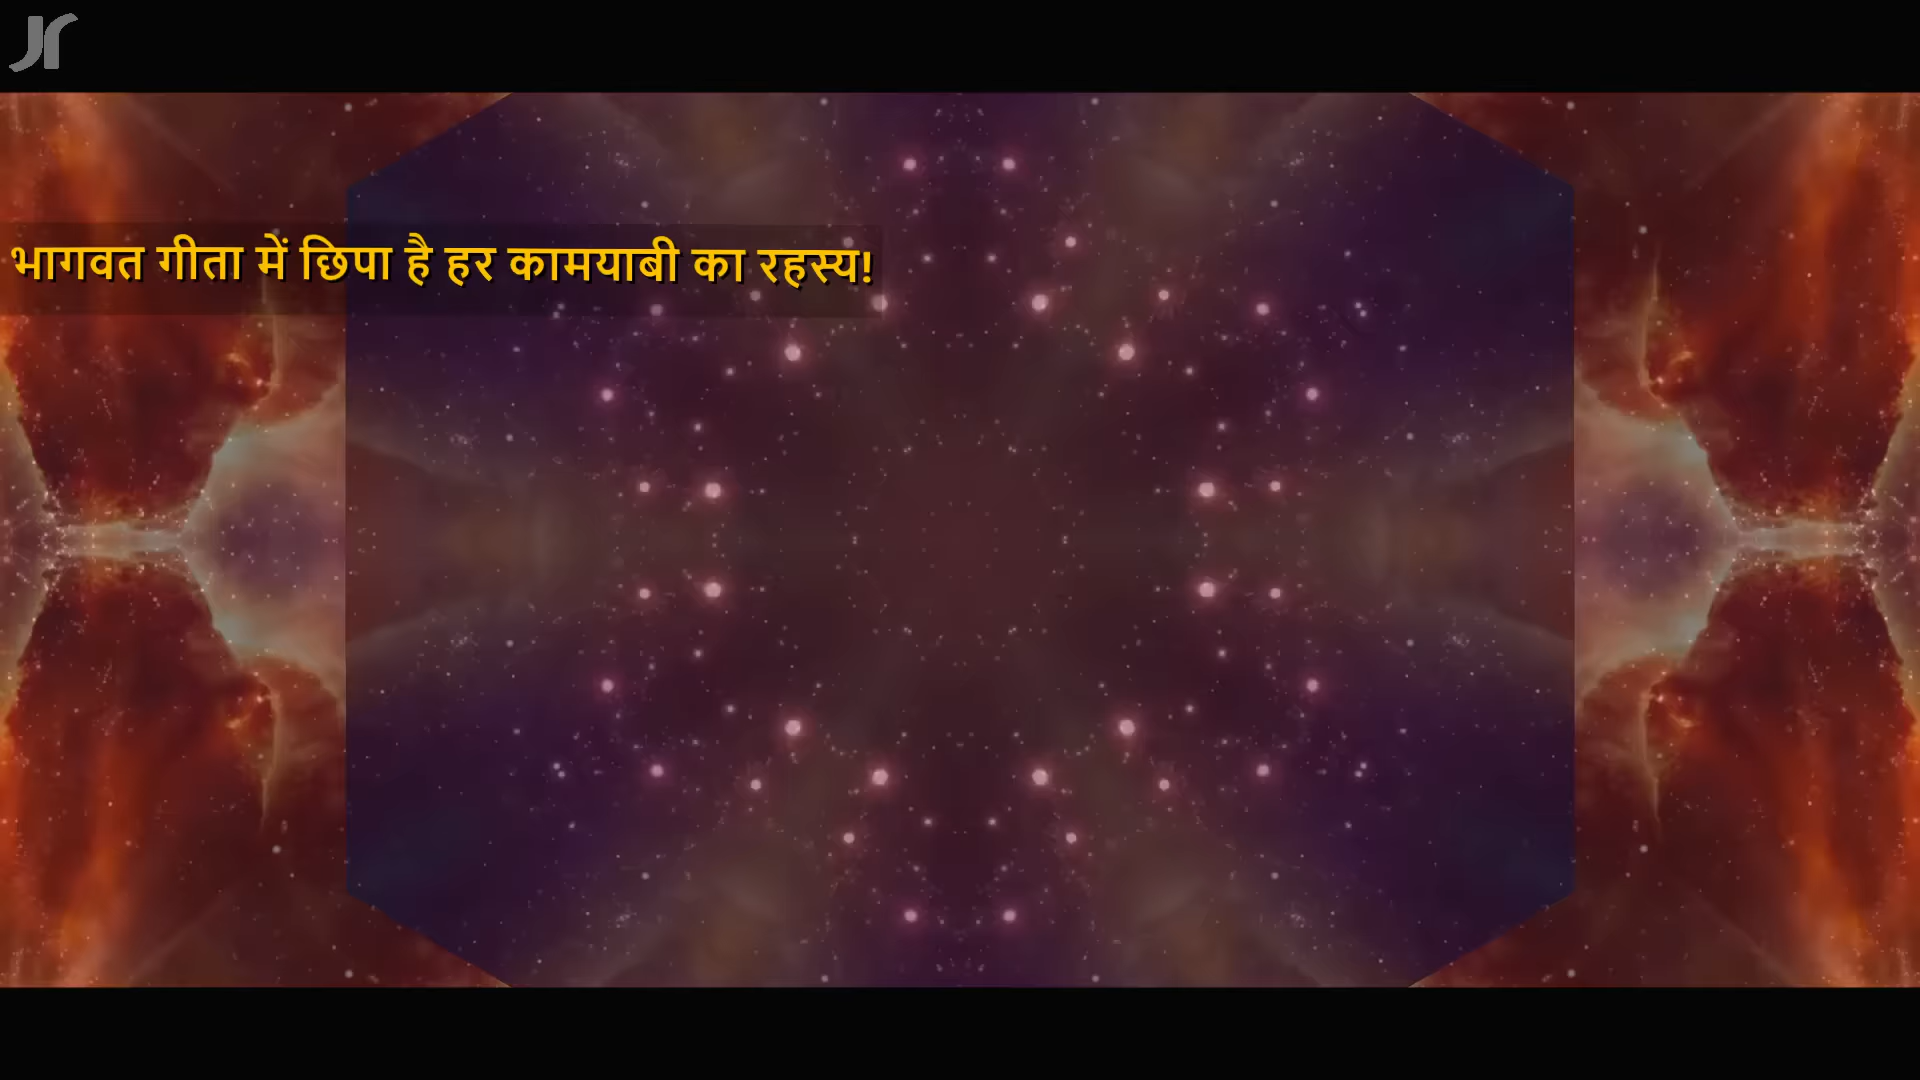 भागवत गीता में छिपा है हर कामयाबी का रहस्य!